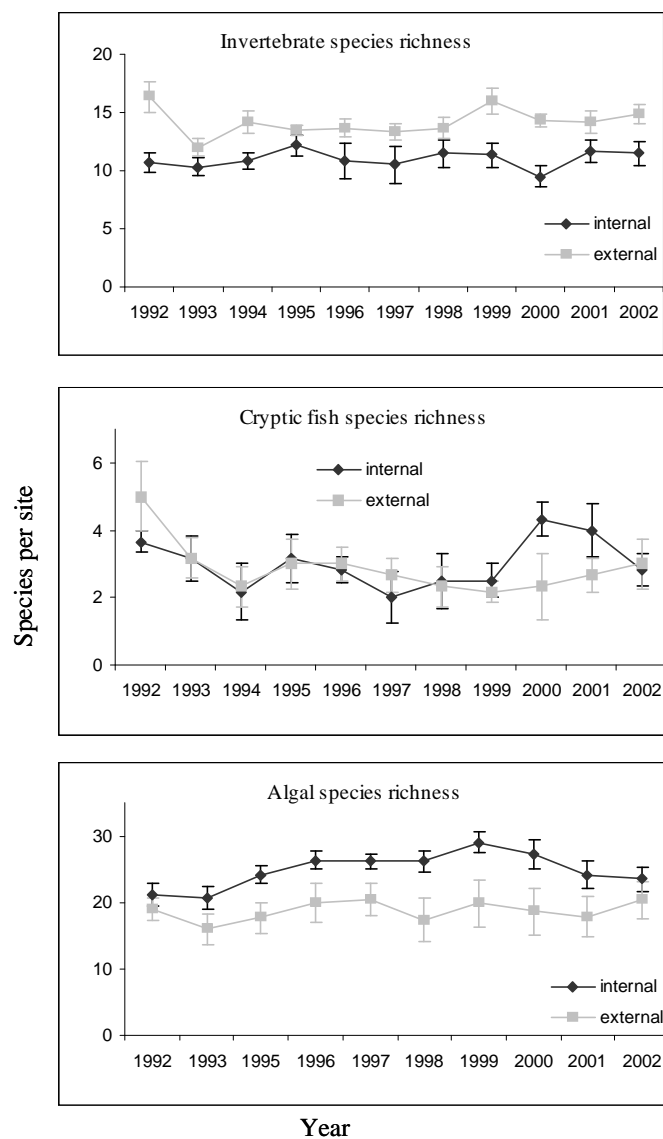 Invertebrate species richness
20
15
10
5
0
internal
external
1992 1993 1994 1995 1996 1997 1998 1999 2000 2001 2002
Species per site
Cryptic fish species richness
6
4
2
0
internal
external
1992 1993 1994 1995 1996 1997 1998 1999 2000 2001 2002
Algal species richness
30
20
10
0
internal
external
1992 1993 1995 1996 1997 1998 1999 2000 2001 2002
Year